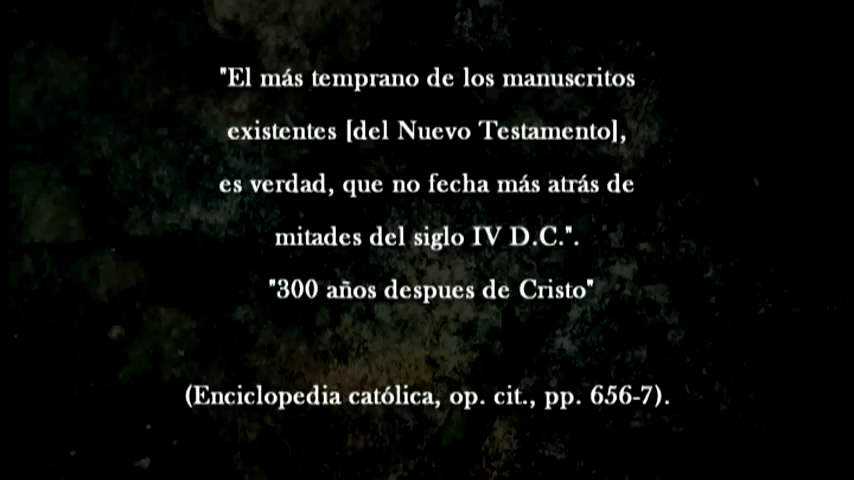 "El más temprano de los manuscritos
existentes [del Nuevo Testamento],
es verdad, que no fecha más atrás de
mitades del siglo IV D.C.".
"300 años despues de Cristo"
(Enciclopedia católica, op. cit., pp. 656-7).